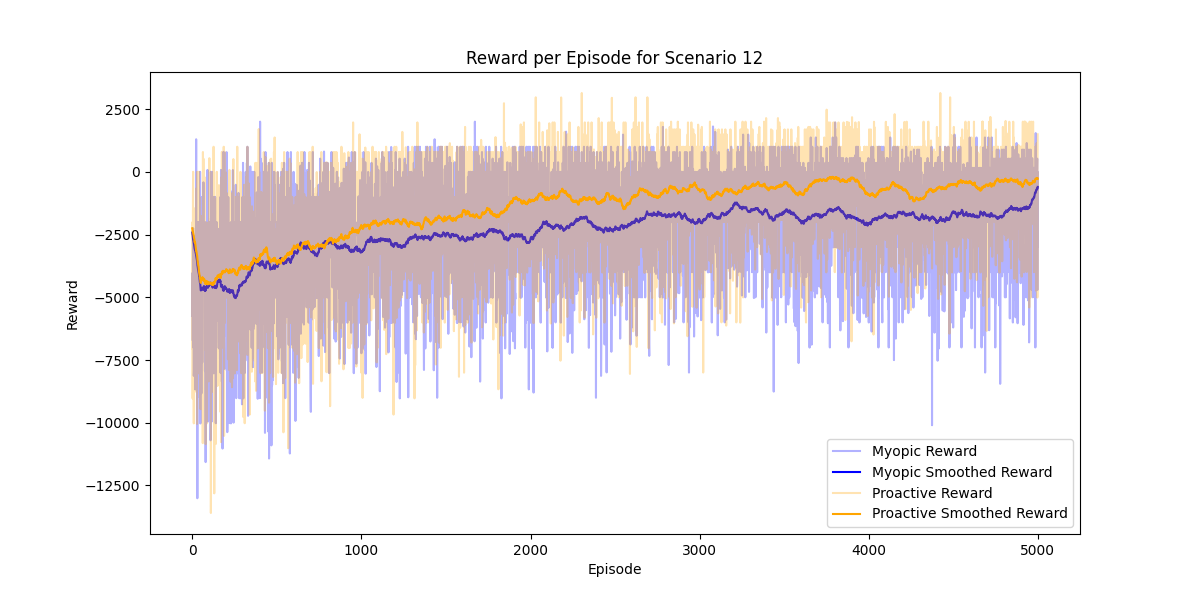 Reward per Episode for Scenario 12
2500
0
−2500
−5000
−7500
−10000
−12500
Reward
Myopic Reward
Myopic Smoothed Reward
Proactive Reward
Proactive Smoothed Reward
0 1000 2000 3000 4000 5000
Episode